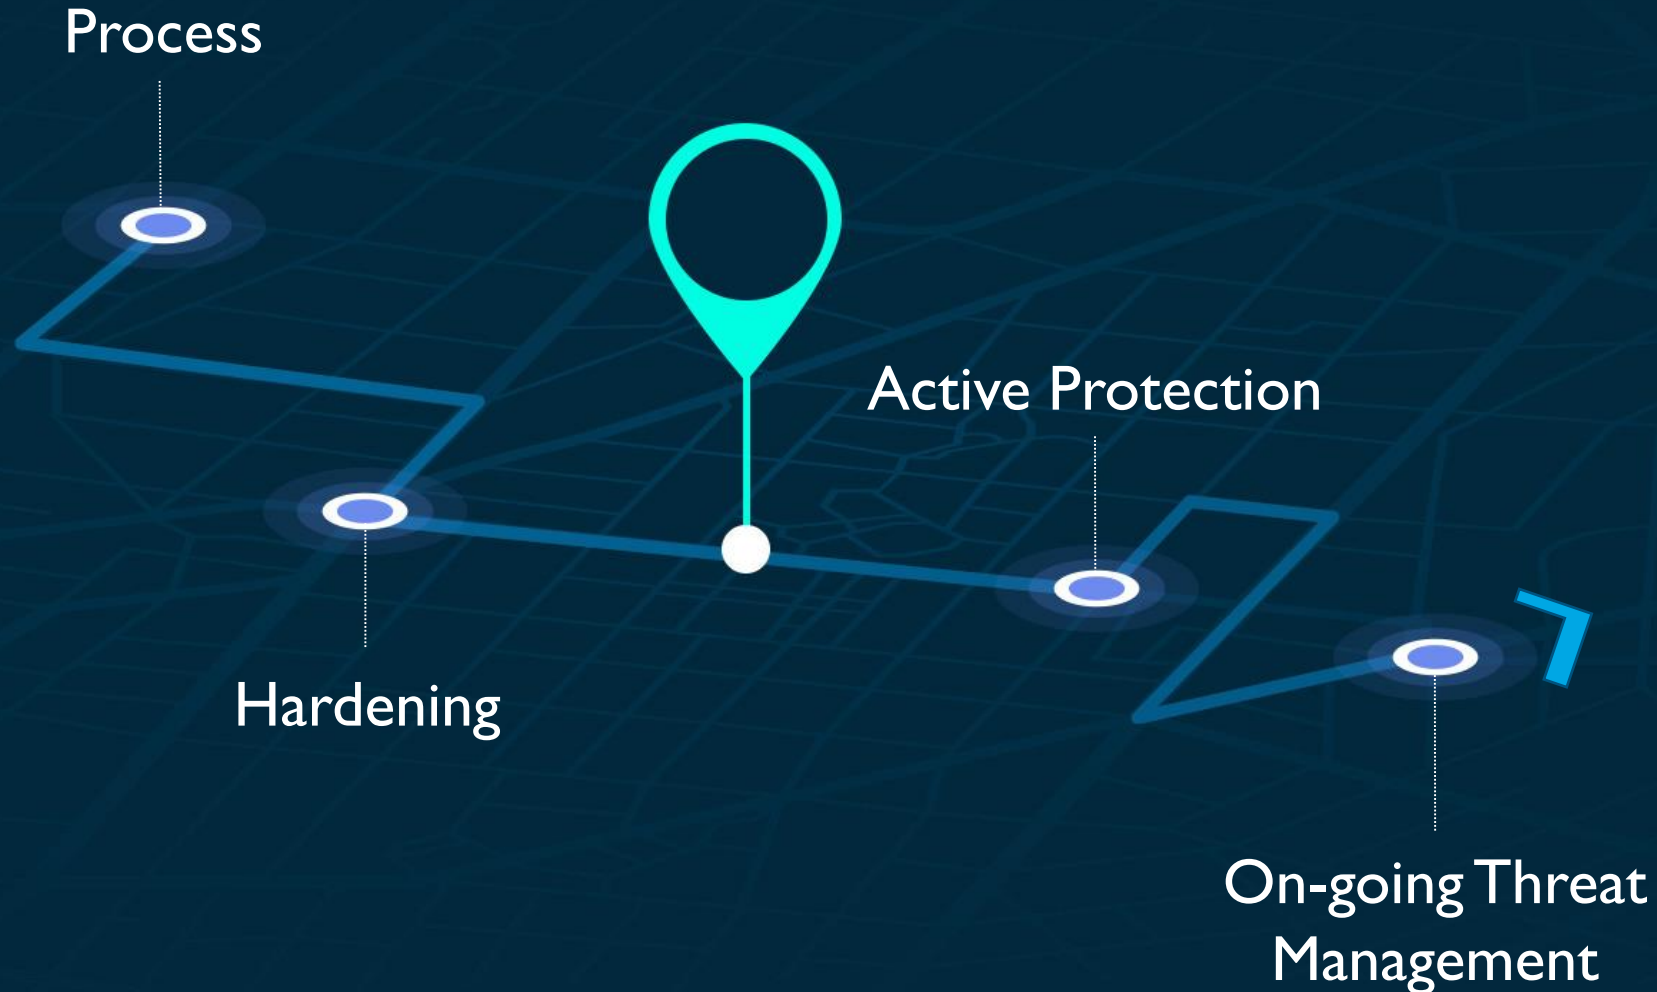 Process
Active Protection
Hardening
On-going Threat
Management